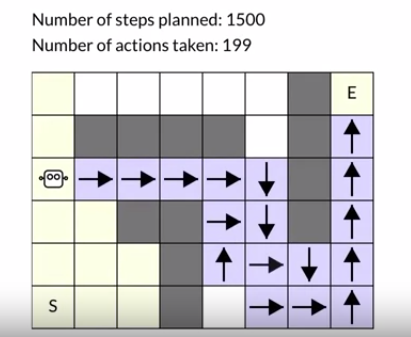 Number of steps planned: 1500
Number of actions taken: 199
E
S